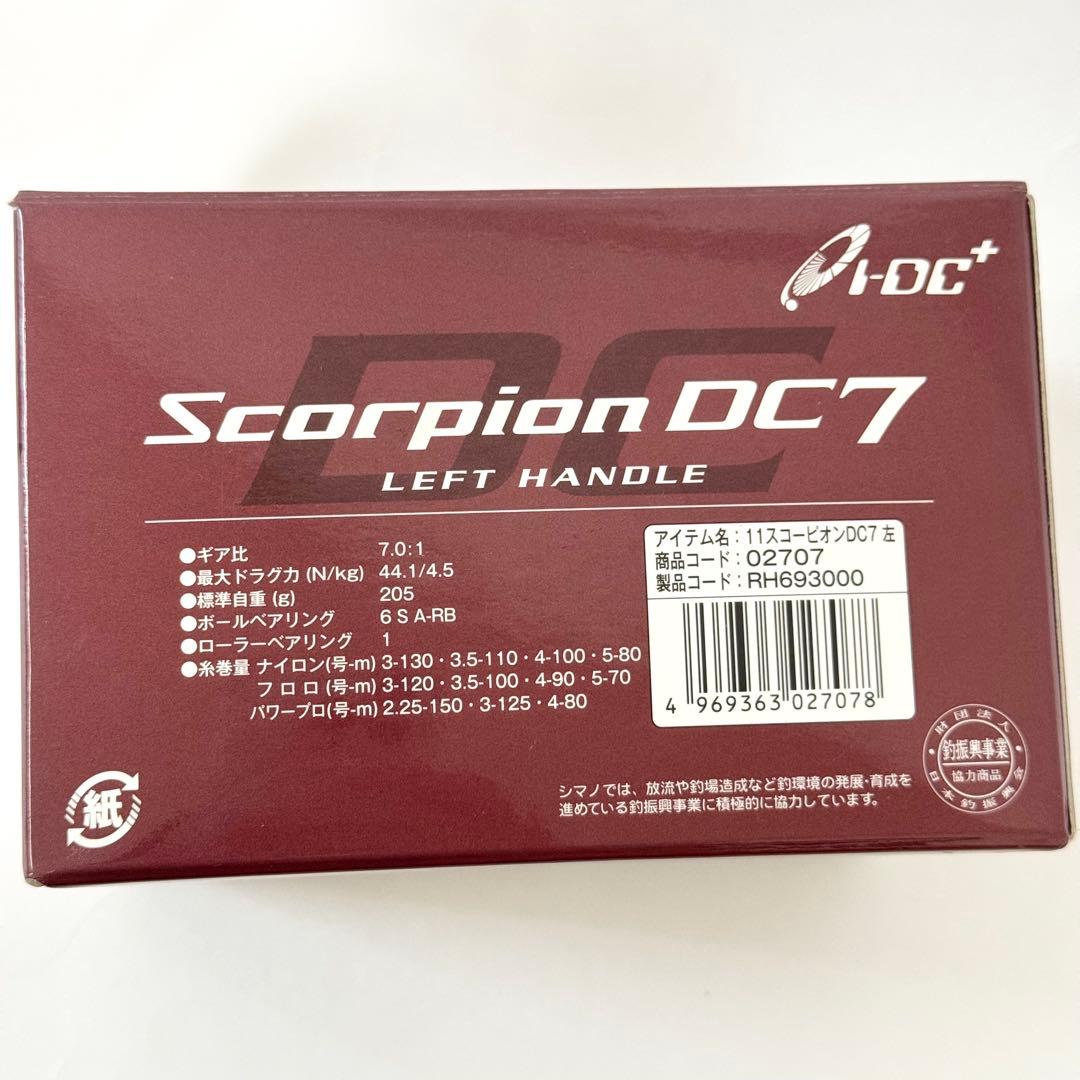 I-DC+
DC
Scorpion DC7
LEFT HANDLE
●ギア比 7.0:1
●最大ドラグ力 (N/kg) 44.1/4.5
●標準自重 (g) 205
●ボールベアリング 6 S A-RB
●ローラーベアリング 1
●糸巻量 ナイロン(号-m) 3-130・3.5-110・4-100・5-80
フロロ(号-m) 3-120・3.5-100・4-90・5-70
パワープロ(号-m) 2.25-150・3-125・4-80
アイテム名：11スコーピオンDC7 左
商品コード：02707
製品コード：RH693000
4 969363 027078
財団法人
釣振興事業
協力商品
日本釣振興会
シマノでは、放流や釣場造成など釣環境の発展・育成を
進めている釣振興事業に積極的に協力しています。
紙